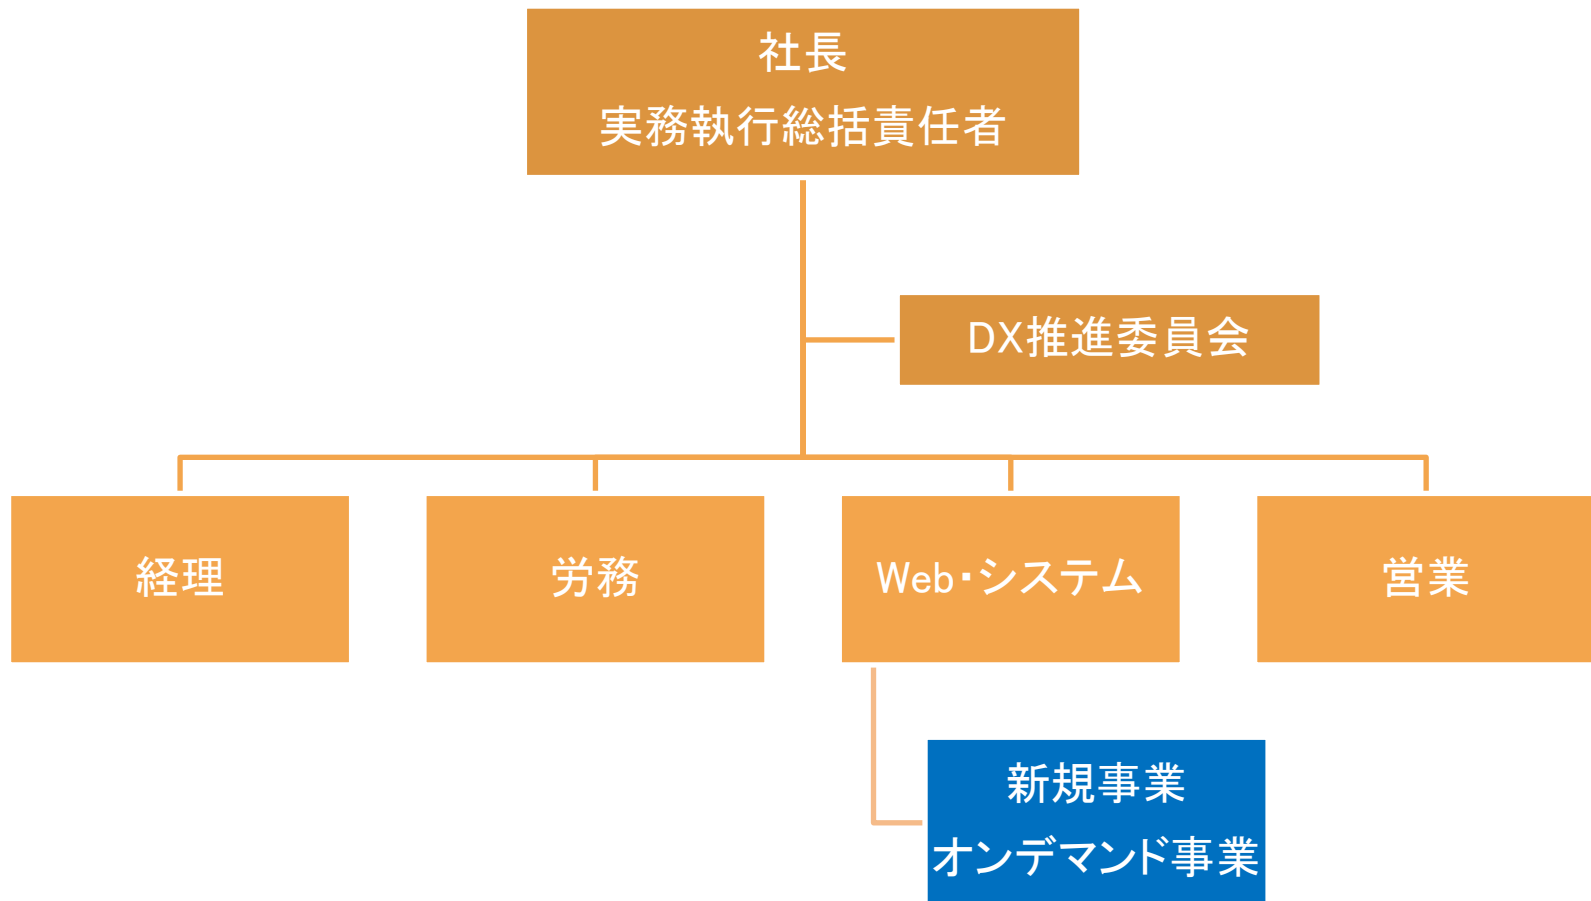 社長
実務執行総括責任者
DX推進委員会
経理
労務
Web・システム
営業
新規事業
オンデマンド事業